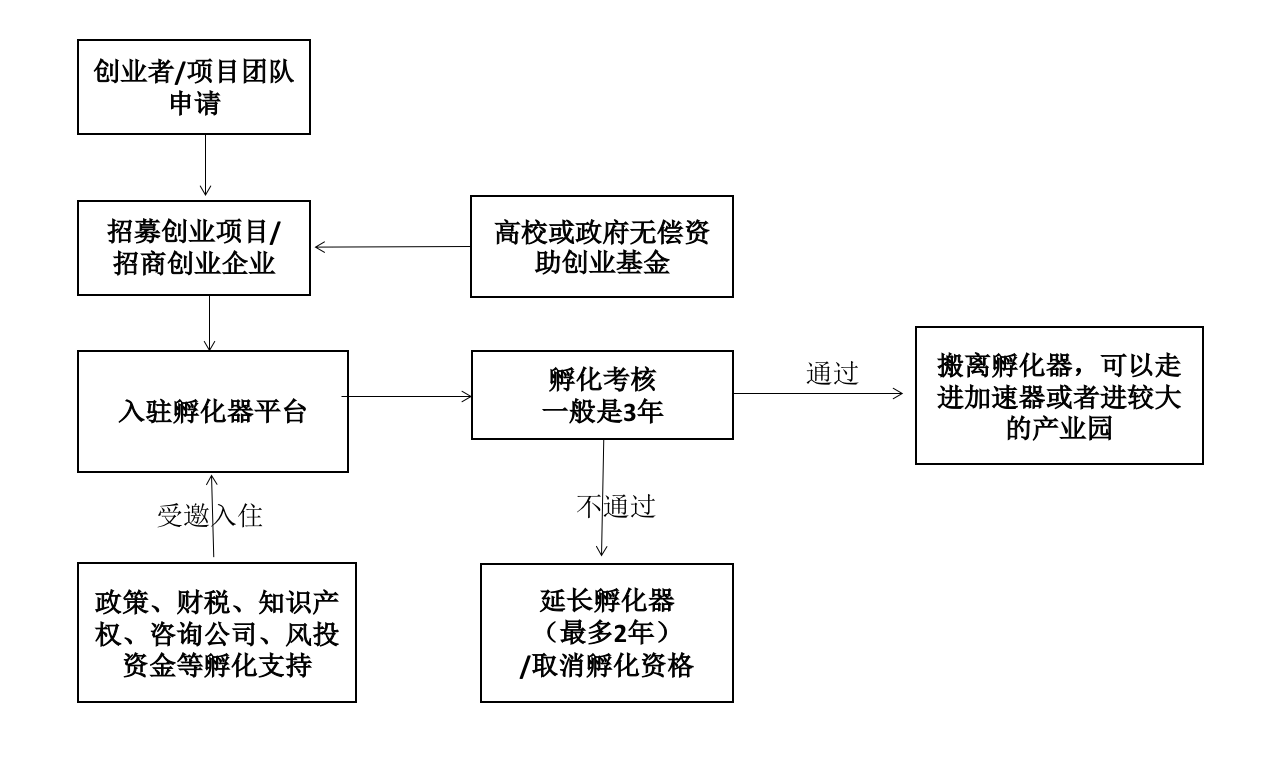 创业者/项目团队
申请
招募创业项目/
招商创业企业
高校或政府无偿资
助创业基金
入驻孵化器平台
孵化考核
一般是3年
通过
搬离孵化器，可以走
进加速器或者进较大
的产业园
受邀入住
不通过
政策、财税、知识产
权、咨询公司、风投
资金等孵化支持
延长孵化器
（最多2年）
/取消孵化资格